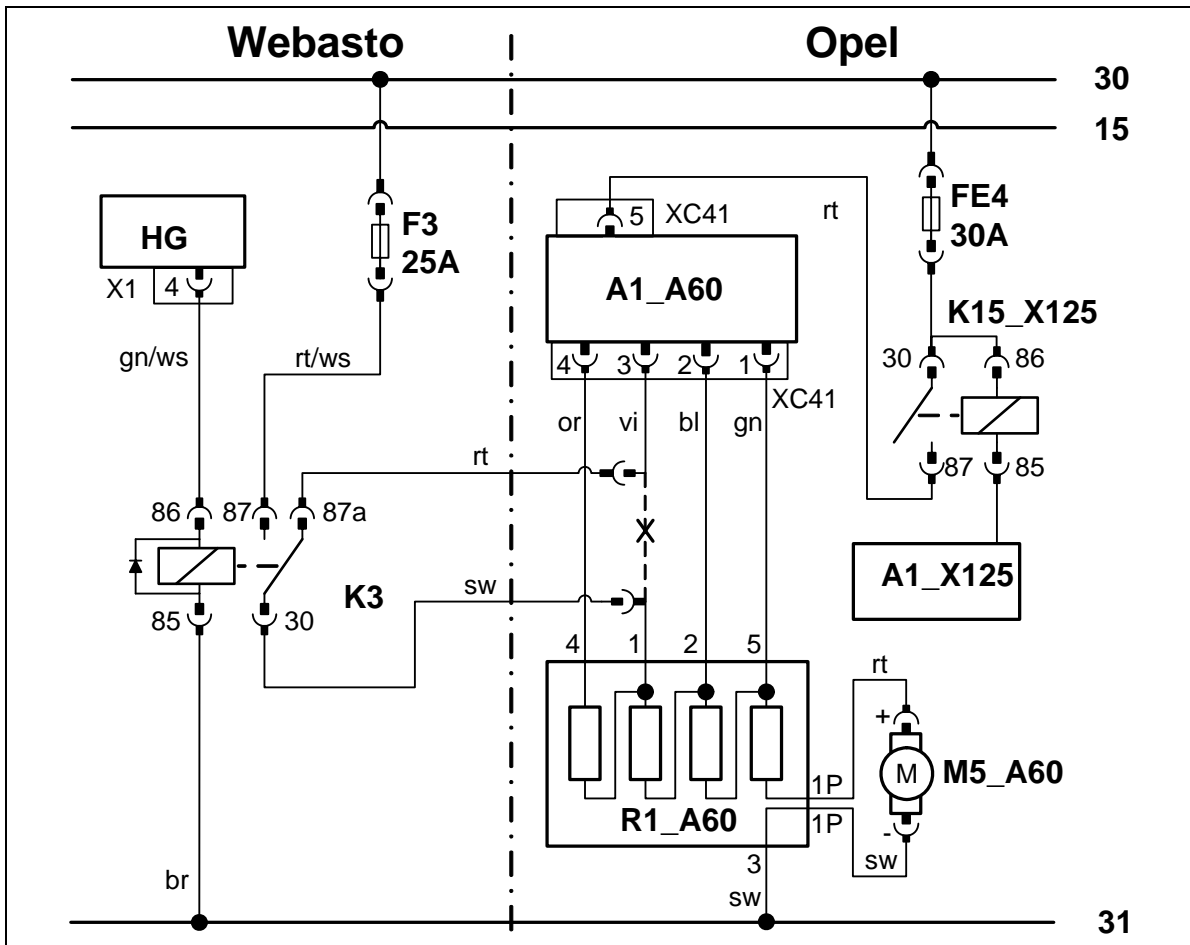 Webasto
Opel
30
15
F3
25A
FE4
30A
5
XC41
rt
HG
X1
4
A1_A60
K15_X125
gn/ws
rt/ws
4
3
2
1
XC41
30
86
or
vi
bl
gn
rt
87
85
86
87
87a
A1_X125
K3
sw
85
30
4
1
2
5
rt
+
M
M5_A60
1P
R1_A60
1P
-
3
sw
br
sw
31